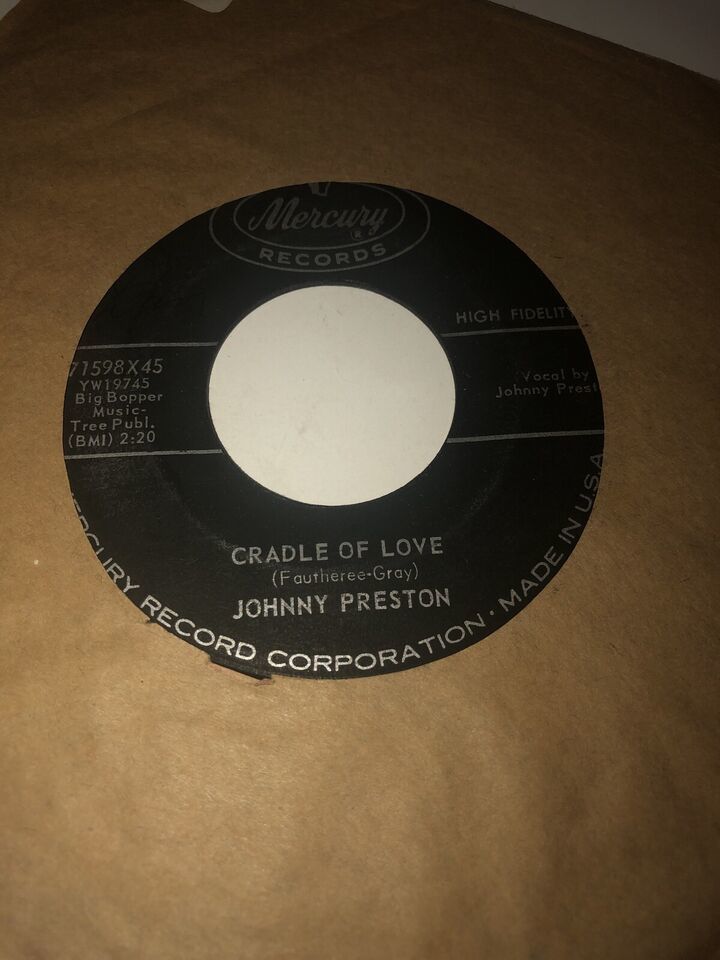 Mercury
®
RECORDS
HIGH FIDELIT
71598X45
YW19745
Big Bopper
Music-
Tree Publ.
(BMI) 2:20
Vocal by
Johnny Prest
CRADLE OF LOVE
(Fautheree-Gray)
JOHNNY PRESTON
ERCURY RECORD CORPORATION · MADE IN U.S.A